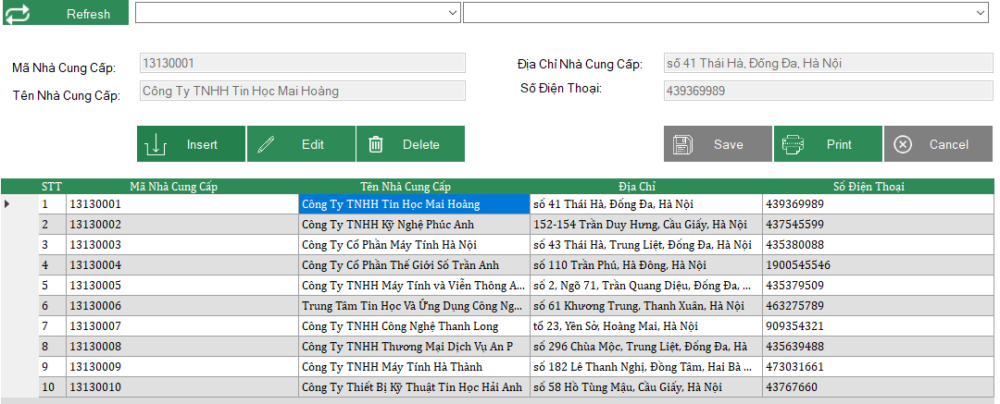 Refresh
Mã Nhà Cung Cấp: 13130001 Địa Chỉ Nhà Cung Cấp: số 41 Thái Hà, Đống Đa, Hà Nội
Tên Nhà Cung Cấp: Công Ty TNHH Tin Học Mai Hoàng Số Điện Thoại: 439369989
Insert Edit Delete Save Print Cancel
STT Mã Nhà Cung Cấp Tên Nhà Cung Cấp Địa Chỉ Số Điện Thoại
1 13130001 Công Ty TNHH Tin Học Mai Hoàng số 41 Thái Hà, Đống Đa, Hà Nội 439369989
2 13130002 Công Ty TNHH Kỹ Nghệ Phúc Anh 152-154 Trần Duy Hưng, Cầu Giấy, Hà Nội 437545599
3 13130003 Công Ty Cổ Phần Máy Tính Hà Nội số 43 Thái Hà, Trung Liệt, Đống Đa, Hà Nội 435380088
4 13130004 Công Ty Cổ Phần Thế Giới Số Trần Anh số 110 Trần Phú, Hà Đông, Hà Nội 1900545546
5 13130005 Công Ty TNHH Máy Tính và Viễn Thông A... số 2, Ngõ 71, Trần Quang Diệu, Đống Đa, ... 435379509
6 13130006 Trung Tâm Tin Học Và Ứng Dụng Công Ng... số 61 Khương Trung, Thanh Xuân, Hà Nội 463275789
7 13130007 Công Ty TNHH Công Nghệ Thanh Long tổ 23, Yên Sở, Hoàng Mai, Hà Nội 909354321
8 13130008 Công Ty TNHH Thương Mại Dịch Vụ An P số 296 Chùa Mộc, Trung Liệt, Đống Đa, Hà 435639488
9 13130009 Công Ty TNHH Máy Tính Hà Thành số 182 Lê Thanh Nghị, Đồng Tâm, Hai Bà ... 473031661
10 13130010 Công Ty Thiết Bị Kỹ Thuật Tin Học Hải Anh số 58 Hồ Tùng Mậu, Cầu Giấy, Hà Nội 43767660